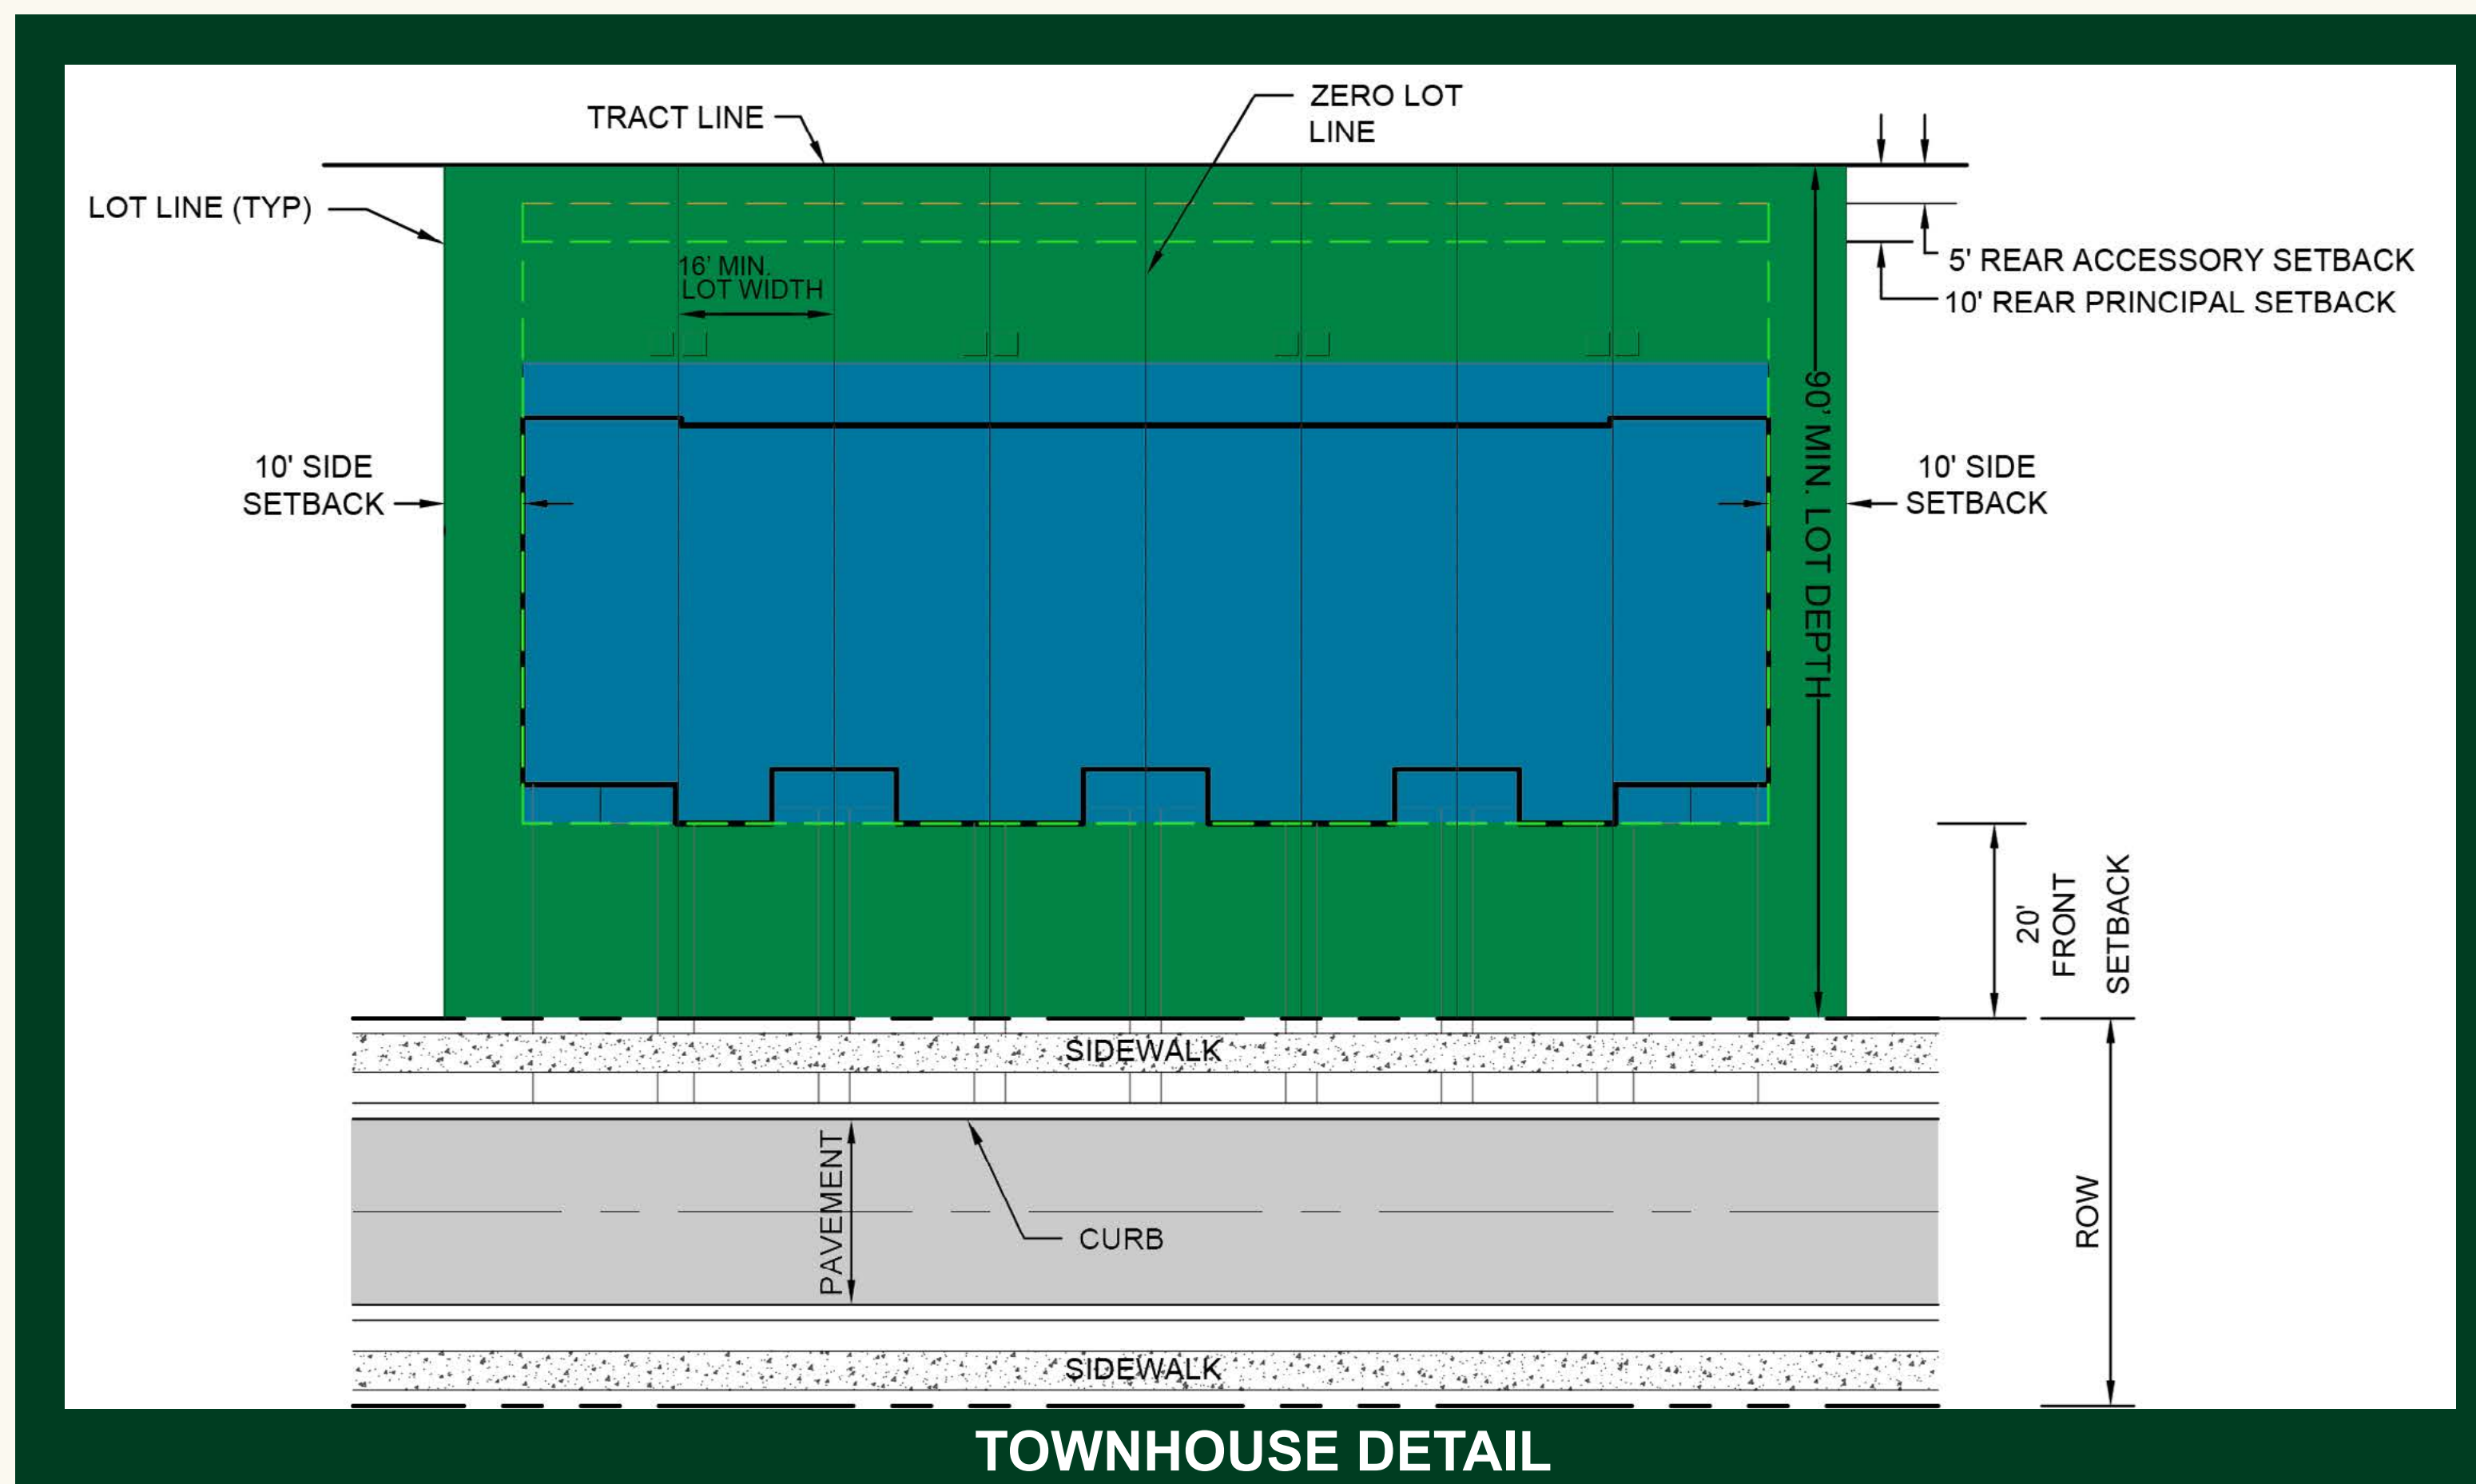 TRACT LINE
ZERO LOT
LINE
LOT LINE (TYP)
5' REAR ACCESSORY SETBACK
10' REAR PRINCIPAL SETBACK
16' MIN.
LOT WIDTH
90' MIN. LOT DEPTH
10' SIDE
SETBACK
10' SIDE
SETBACK
20'
FRONT
SETBACK
SIDEWALK
PAVEMENT
CURB
ROW
SIDEWALK
TOWNHOUSE DETAIL